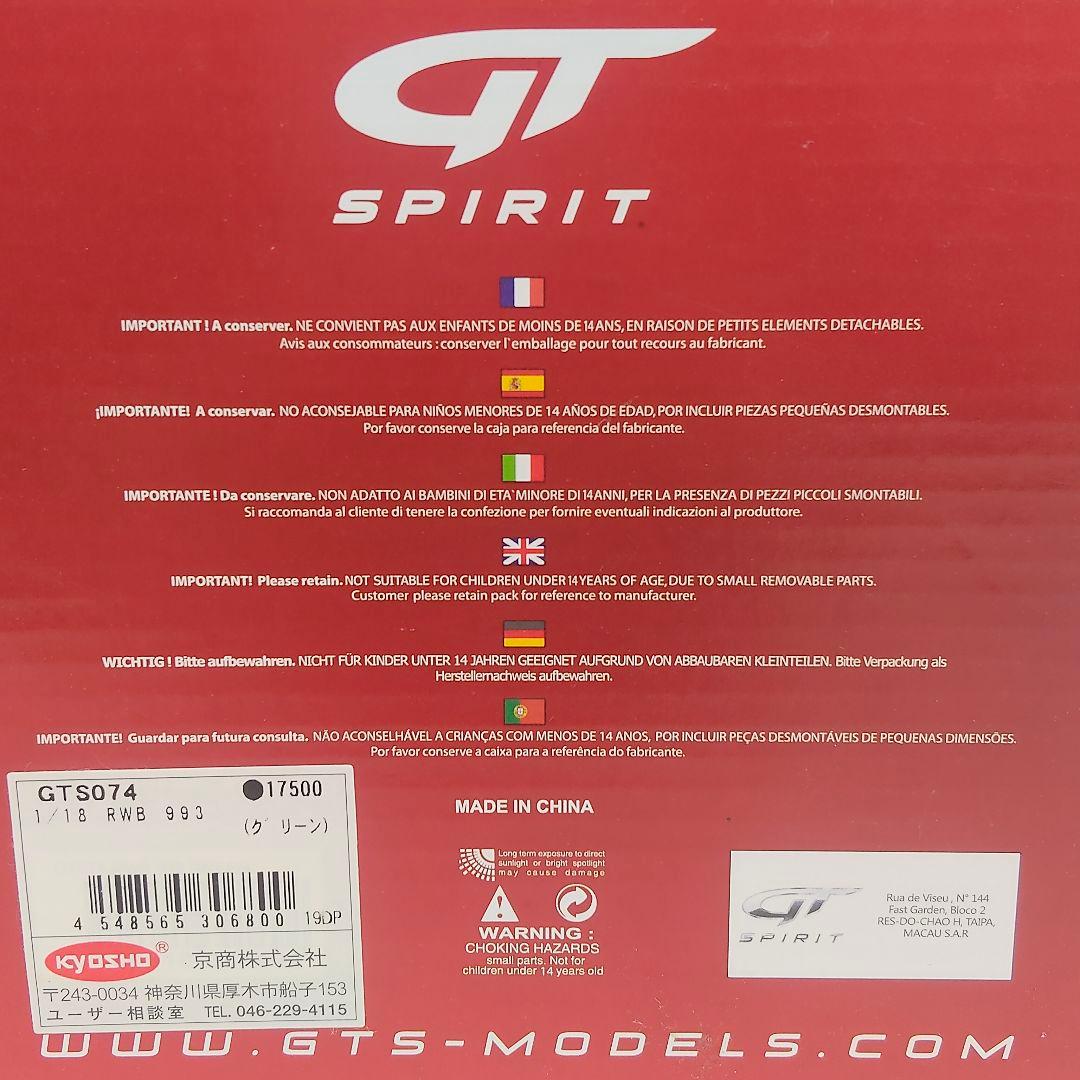 GT
SPIRIT
IMPORTANT ! A conserver. NE CONVIENT PAS AUX ENFANTS DE MOINS DE 14 ANS, EN RAISON DE PETITS ELEMENTS DETACHABLES.
Avis aux consommateurs : conserver l`emballage pour tout recours au fabricant.
¡IMPORTANTE! A conservar. NO ACONSEJABLE PARA NIÑOS MENORES DE 14 AÑOS DE EDAD, POR INCLUIR PIEZAS PEQUEÑAS DESMONTABLES.
Por favor conserve la caja para referencia del fabricante.
IMPORTANTE ! Da conservare. NON ADATTO AI BAMBINI DI ETA`MINORE DI 14 ANNI, PER LA PRESENZA DI PEZZI PICCOLI SMONTABILI.
Si raccomanda al cliente di tenere la confezione per fornire eventuali indicazioni al produttore.
IMPORTANT! Please retain. NOT SUITABLE FOR CHILDREN UNDER 14 YEARS OF AGE, DUE TO SMALL REMOVABLE PARTS.
Customer please retain pack for reference to manufacturer.
WICHTIG ! Bitte aufbewahren. NICHT FÜR KINDER UNTER 14 JAHREN GEEIGNET AUFGRUND VON ABBAUBAREN KLEINTEILEN. Bitte Verpackung als
Herstellernachweis aufbewahren.
IMPORTANTE! Guardar para futura consulta. NÃO ACONSELHÁVEL A CRIANÇAS COM MENOS DE 14 ANOS, POR INCLUIR PEÇAS DESMONTÁVEIS DE PEQUENAS DIMENSÕES.
Por favor conserve a caixa para a referência do fabricante.
GTS074 ●17500
1/18 RWB 993
(グリーン)
4 548565 306800 19DP
KYOSHO® 京商株式会社
〒243-0034 神奈川県厚木市船子153
ユーザー相談室 TEL. 046-229-4115
MADE IN CHINA
Long term exposure to direct
sunlight or bright spotlight
may cause damage
WARNING :
CHOKING HAZARDS
small parts. Not for
children under 14 years old
GT
SPIRIT
Rua de Viseu , N° 144
Fast Garden, Bloco 2
RES-DO-CHAO H, TAIPA,
MACAU S.A.R
WWW.GTS-MODELS.COM